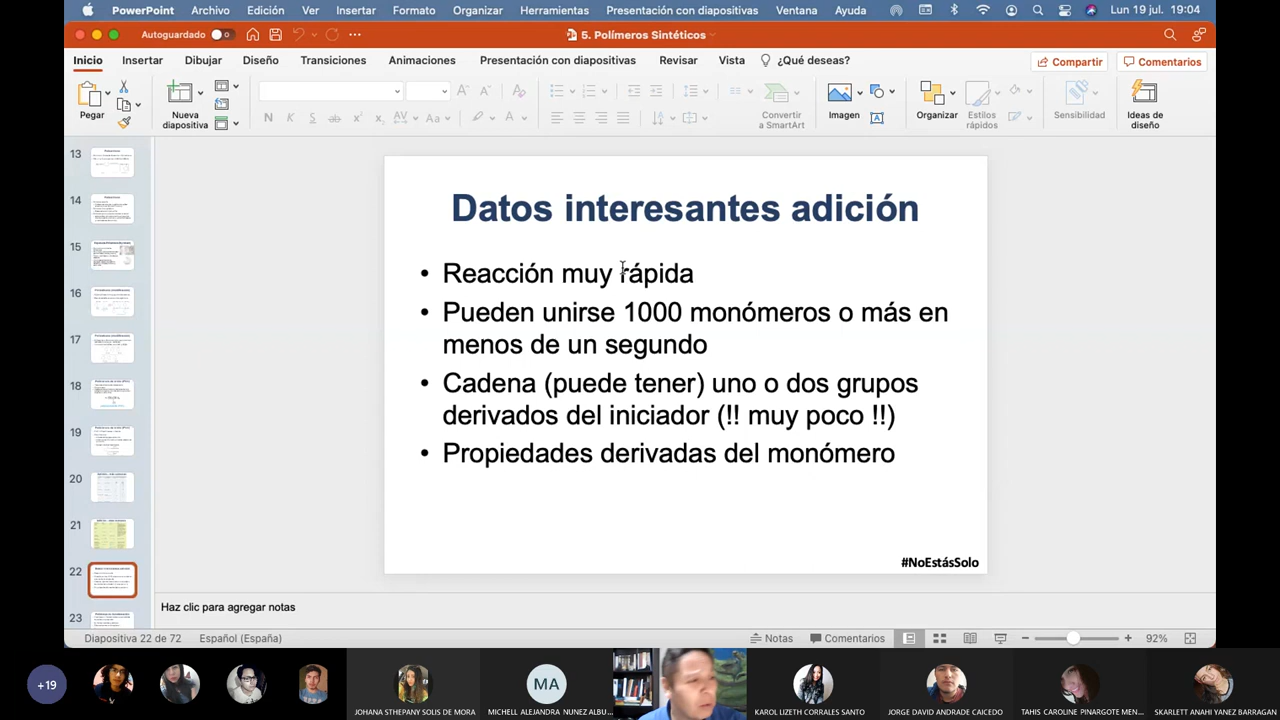 PowerPoint Archivo Edición Ver Insertar Formato Organizar Herramientas Presentación con diapositivas Ventana Ayuda Lun 19 jul. 19:04
Autoguardado 5. Polímeros Sintéticos
Inicio Insertar Dibujar Diseño Transiciones Animaciones Presentación con diapositivas Revisar Vista ¿Qué deseas? Compartir Comentarios
Pegar
Nueva
diapositiva
N K S
Convertir
a SmartArt
Imagen
Organizar
Estilos
rápidos
Sensibilidad
Ideas de
diseño
13
14
15
16
17
18
19
20
21
22
23
Datos interesantes adición
• Reacción muy rápida
• Pueden unirse 1000 monómeros o más en
menos de un segundo
• Cadena (puede tener) uno o dos grupos
derivados del iniciador (!! muy poco !!)
• Propiedades derivadas del monómero
#NoEstásSolo
Haz clic para agregar notas
Diapositiva 22 de 72 Español (España) Notas Comentarios 92%
+19
JOHANA STHEPANY SOLIS DE MORA
MA
MICHELL ALEJANDRA NUNEZ ALBU...
KAROL LIZETH CORRALES SANTO
JORGE DAVID ANDRADE CAICEDO
TAHIS CAROLINE PINARGOTE MEN...
SKARLETT ANAHI YANEZ BARRAGAN